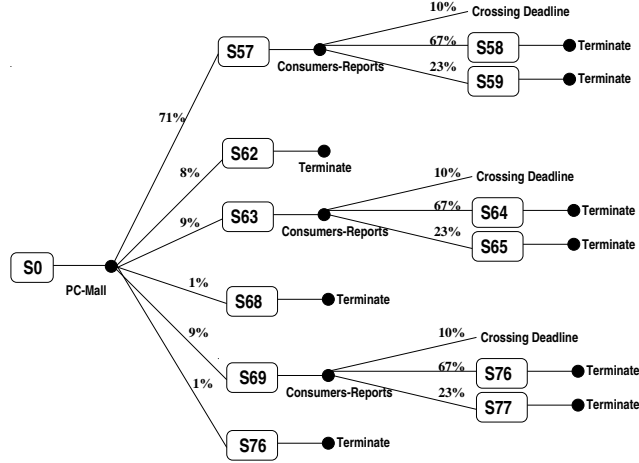 10% Crossing Deadline
S57 67% S58 Terminate
Consumers-Reports
23% S59 Terminate
71%
S62
8% Terminate
10% Crossing Deadline
9% S63 67% S64 Terminate
Consumers-Reports
23% S65 Terminate
S0
PC-Mall
1% S68 Terminate
9%
10% Crossing Deadline
S69 67% S76 Terminate
1% Consumers-Reports
23% S77 Terminate
S76 Terminate